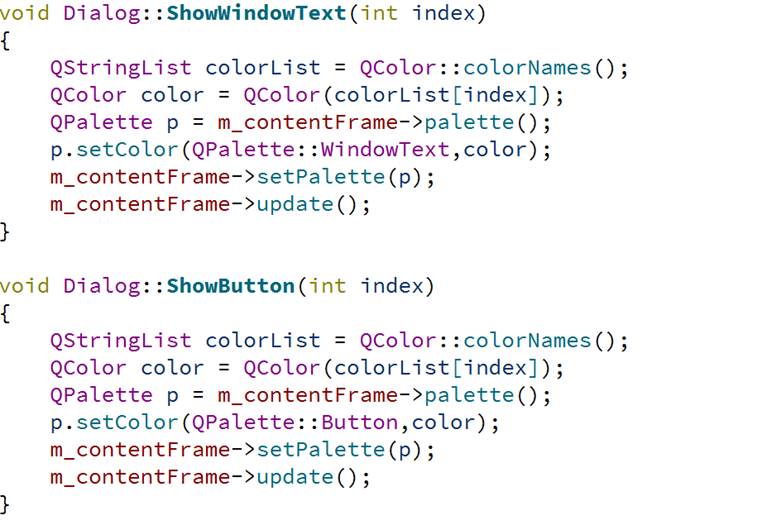 void Dialog::ShowWindowText(int index)
{
    QStringList colorList = QColor::colorNames();
    QColor color = QColor(colorList[index]);
    QPalette p = m_contentFrame->palette();
    p.setColor(QPalette::WindowText,color);
    m_contentFrame->setPalette(p);
    m_contentFrame->update();
}

void Dialog::ShowButton(int index)
{
    QStringList colorList = QColor::colorNames();
    QColor color = QColor(colorList[index]);
    QPalette p = m_contentFrame->palette();
    p.setColor(QPalette::Button,color);
    m_contentFrame->setPalette(p);
    m_contentFrame->update();
}